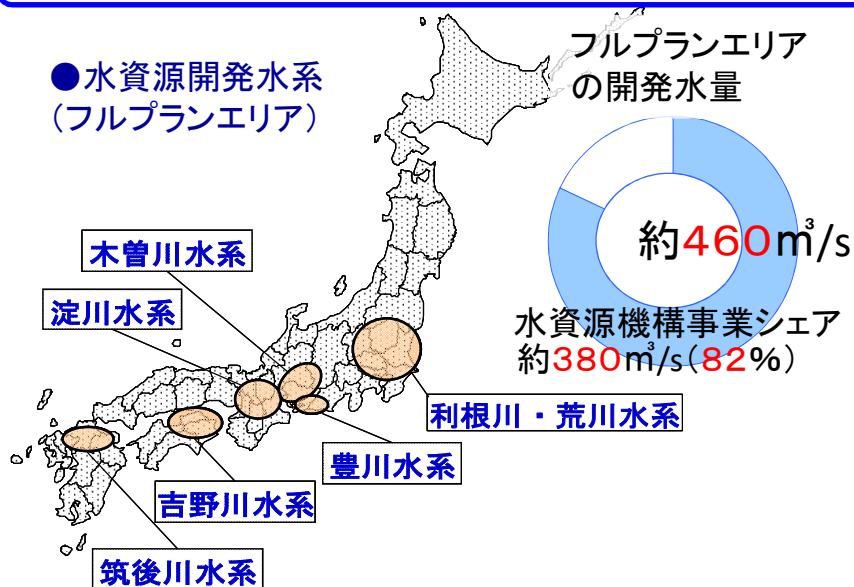 ●水資源開発水系
(フルプランエリア)
フルプランエリア
の開発水量
約460㎥/s
水資源機構事業シェア
約380㎥/s(82%)
木曽川水系
淀川水系
利根川・荒川水系
豊川水系
吉野川水系
筑後川水系